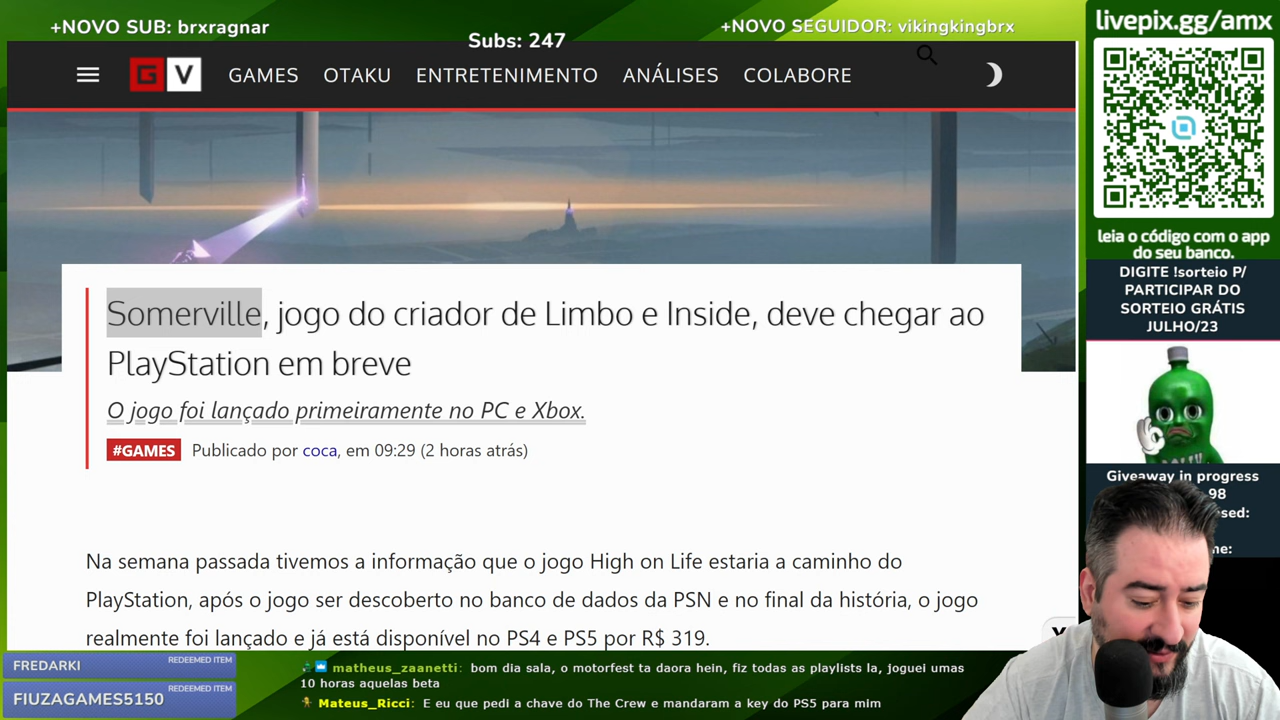 +NOVO SUB: brxragnar
Subs: 247
+NOVO SEGUIDOR: vikingkingbrx
livepix.gg/amx
G V GAMES OTAKU ENTRETENIMENTO ANÁLISES COLABORE
leia o código com o app
do seu banco.
DIGITE !sorteio P/
PARTICIPAR DO
SORTEIO GRÁTIS
JULHO/23
Somerville, jogo do criador de Limbo e Inside, deve chegar ao
PlayStation em breve
O jogo foi lançado primeiramente no PC e Xbox.
#GAMES Publicado por coca, em 09:29 (2 horas atrás)
Giveaway in progress
98
Na semana passada tivemos a informação que o jogo High on Life estaria a caminho do
PlayStation, após o jogo ser descoberto no banco de dados da PSN e no final da história, o jogo
realmente foi lançado e já está disponível no PS4 e PS5 por R$ 319.
FREDARKI REDEEMED ITEM
FIUZAGAMES5150 REDEEMED ITEM
matheus_zaanetti: bom dia sala, o motorfest ta daora hein, fiz todas as playlists la, joguei umas
10 horas aquelas beta
Mateus_Ricci: E eu que pedi a chave do The Crew e mandaram a key do PS5 para mim